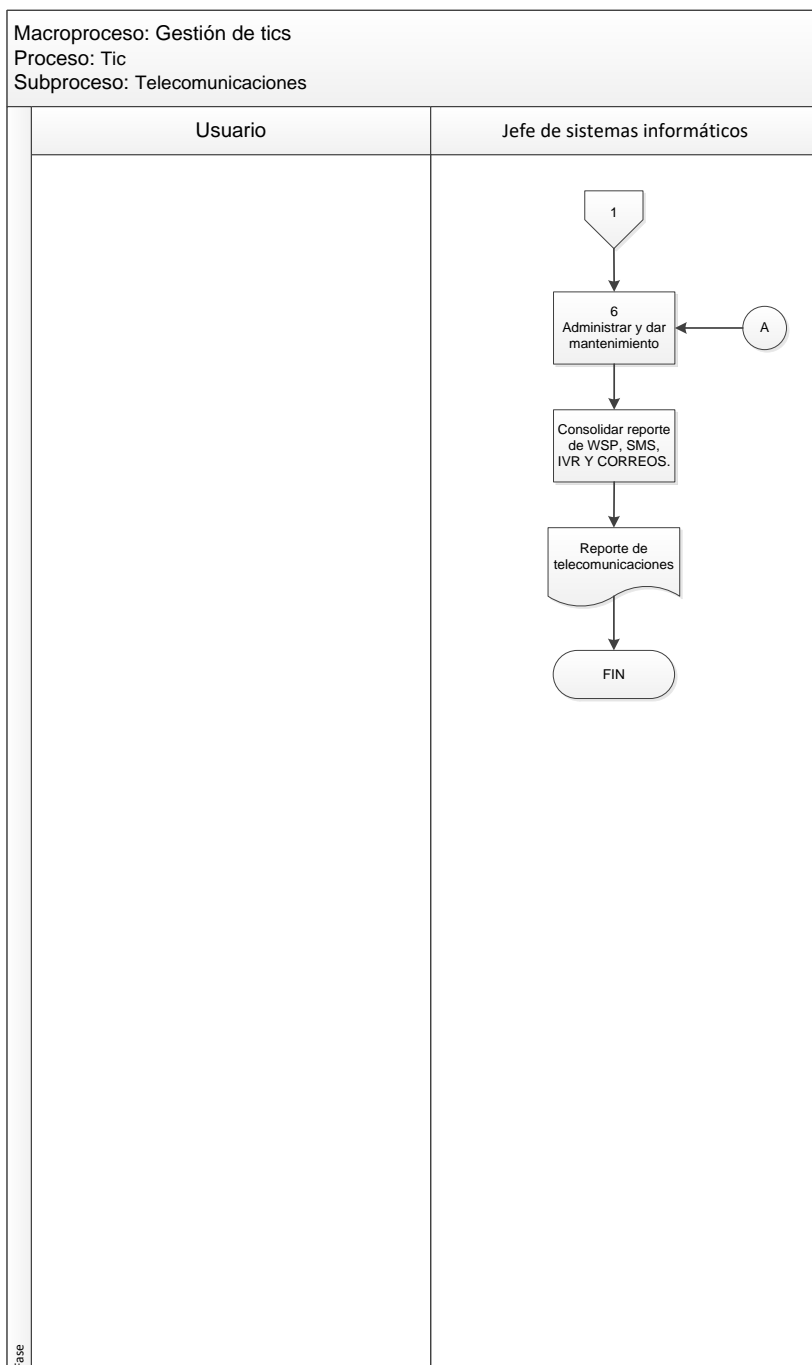 Macroproceso: Gestión de tics
Proceso: Tic
Subproceso: Telecomunicaciones
Usuario
Jefe de sistemas informáticos
1
6
Administrar y dar
mantenimiento
A
Consolidar reporte
de WSP, SMS,
IVR Y CORREOS.
Reporte de
telecomunicaciones
FIN